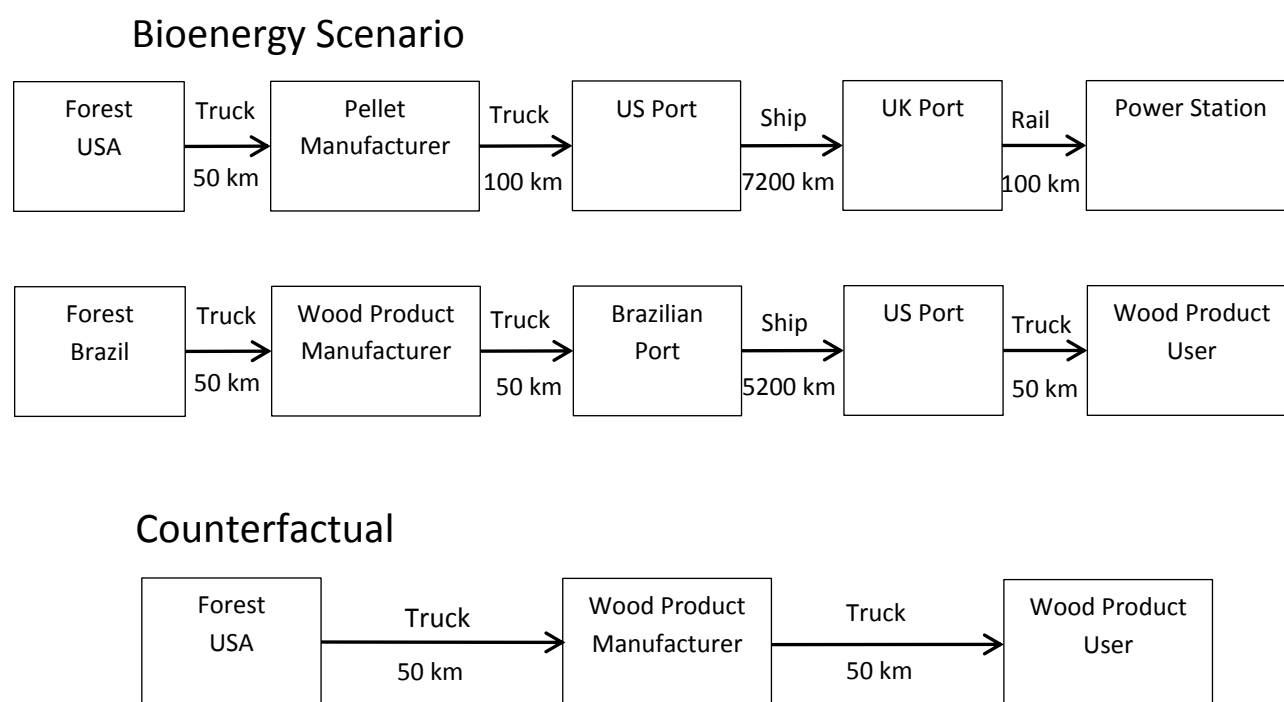 Bioenergy Scenario
Forest
USA
Truck
50 km
Pellet
Manufacturer
Truck
100 km
US Port
Ship
7200 km
UK Port
Rail
100 km
Power Station
Forest
Brazil
Truck
50 km
Wood Product
Manufacturer
Truck
50 km
Brazilian
Port
Ship
5200 km
US Port
Truck
50 km
Wood Product
User
Counterfactual
Forest
USA
Truck
50 km
Wood Product
Manufacturer
Truck
50 km
Wood Product
User